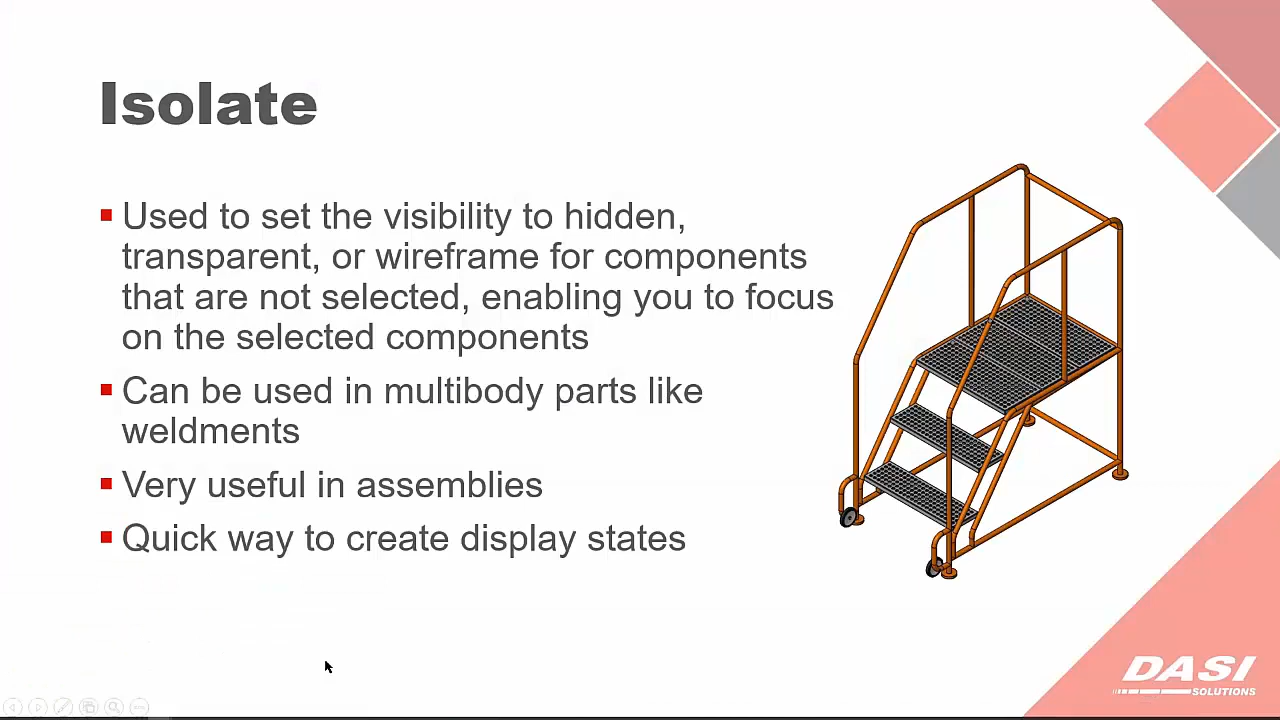 Isolate
Used to set the visibility to hidden,
transparent, or wireframe for components
that are not selected, enabling you to focus
on the selected components
Can be used in multibody parts like
weldments
Very useful in assemblies
Quick way to create display states
DASI
SOLUTIONS